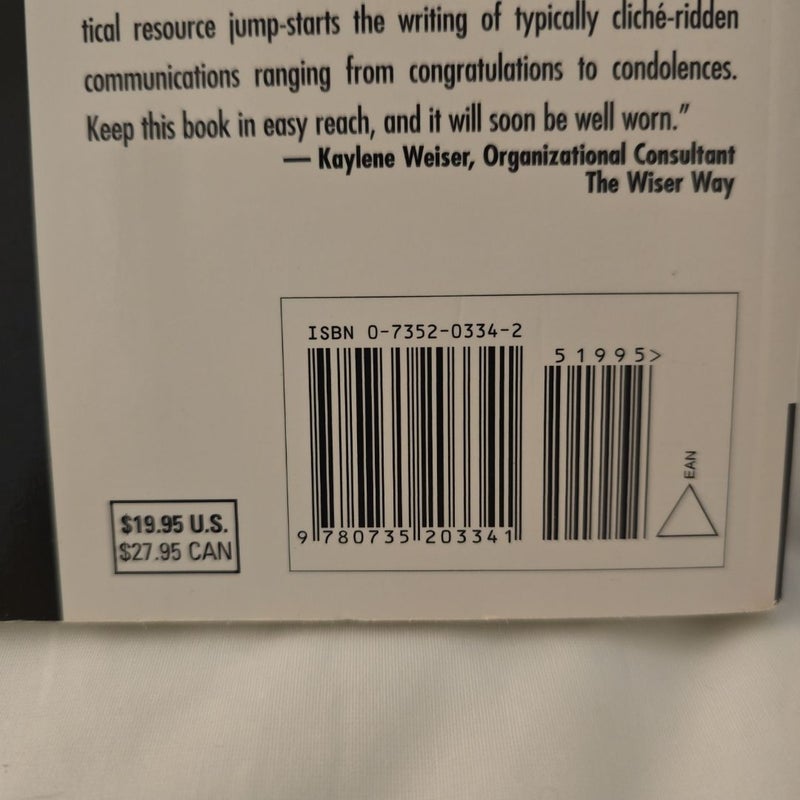 tical resource jump-starts the writing of typically cliché-ridden
communications ranging from congratulations to condolences.
Keep this book in easy reach, and it will soon be well worn.”
— Kaylene Weiser, Organizational Consultant
The Wiser Way
ISBN 0-7352-0334-2
51995>
EAN
9 780735 203341
$19.95 U.S.
$27.95 CAN